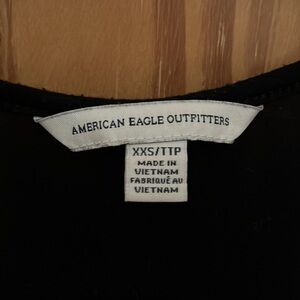 AMERICAN EAGLE OUTFITTERS
XXS/TTP
MADE IN
VIETNAM
FABRIQUÉ AU
VIETNAM